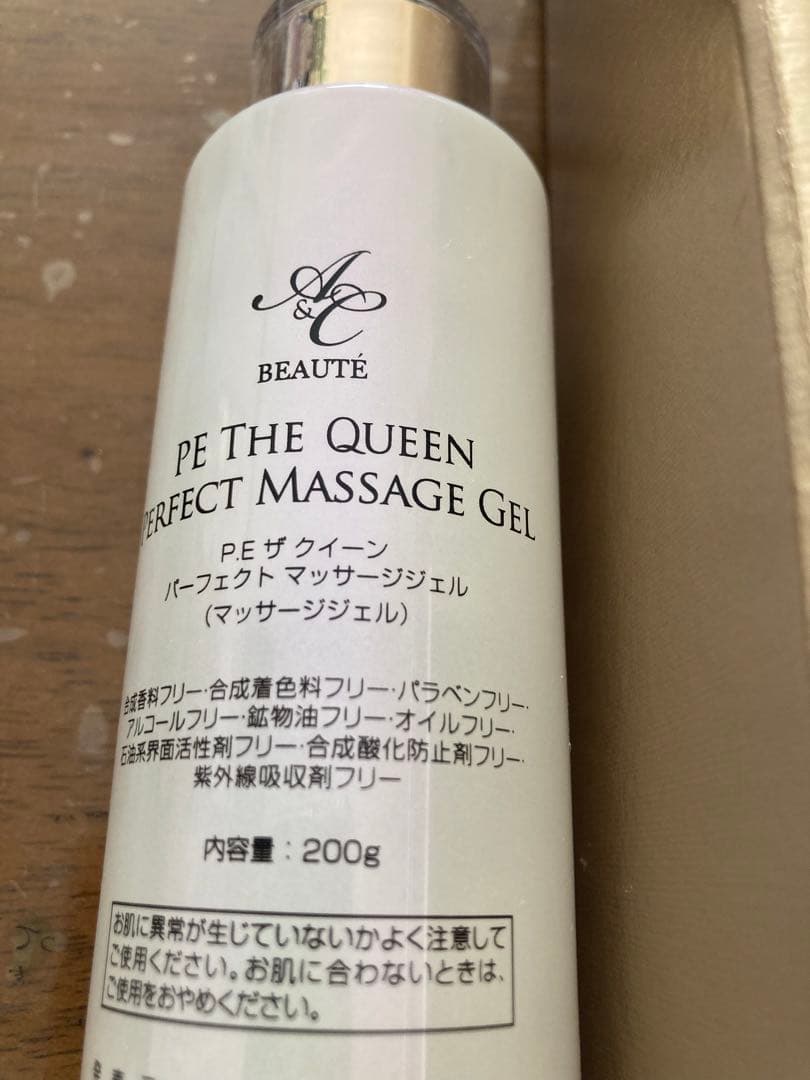 A&C
BEAUTÉ
PE THE QUEEN
PERFECT MASSAGE GEL
P.E ザ クイーン
パーフェクト マッサージジェル
(マッサージジェル)
合成香料フリー・合成着色料フリー・パラベンフリー・
アルコールフリー・鉱物油フリー・オイルフリー・
石油系界面活性剤フリー・合成酸化防止剤フリー・
紫外線吸収剤フリー
内容量：200g
お肌に異常が生じていないかよく注意して
ご使用ください。お肌に合わないときは、
ご使用をおやめください。